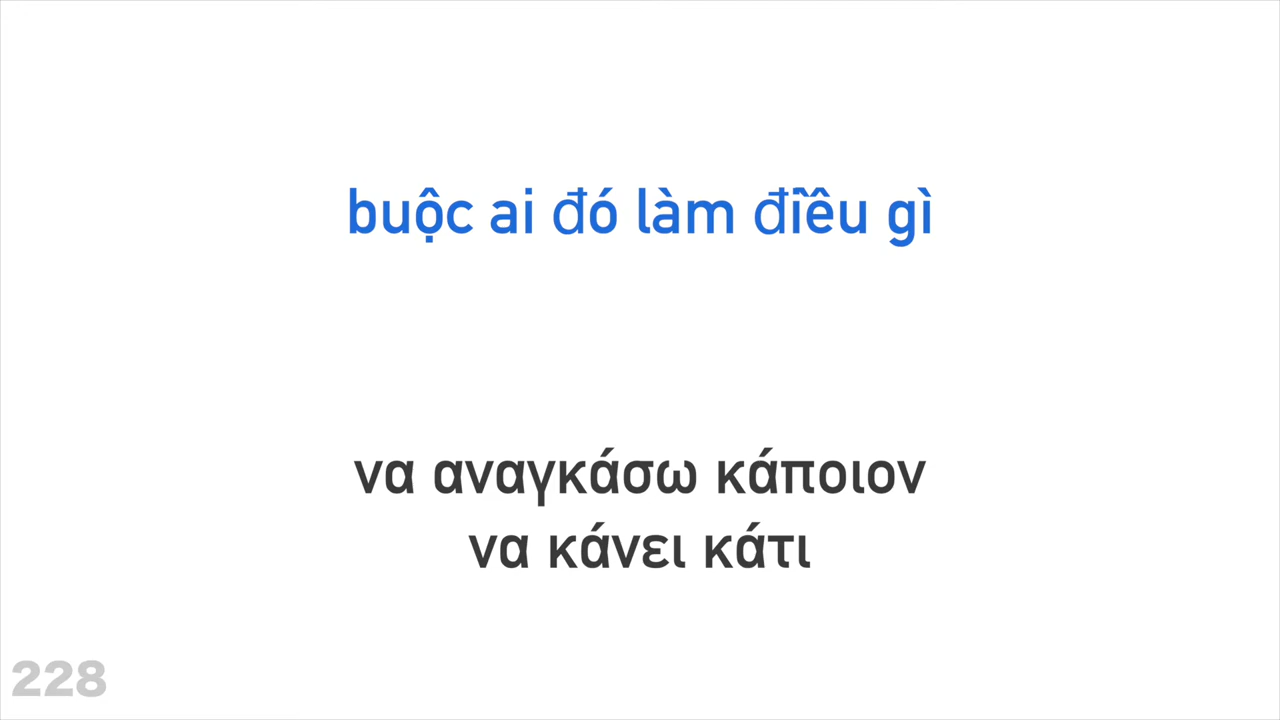 buộc ai đó làm điều gì
να αναγκάσω κάποιον
να κάνει κάτι
228